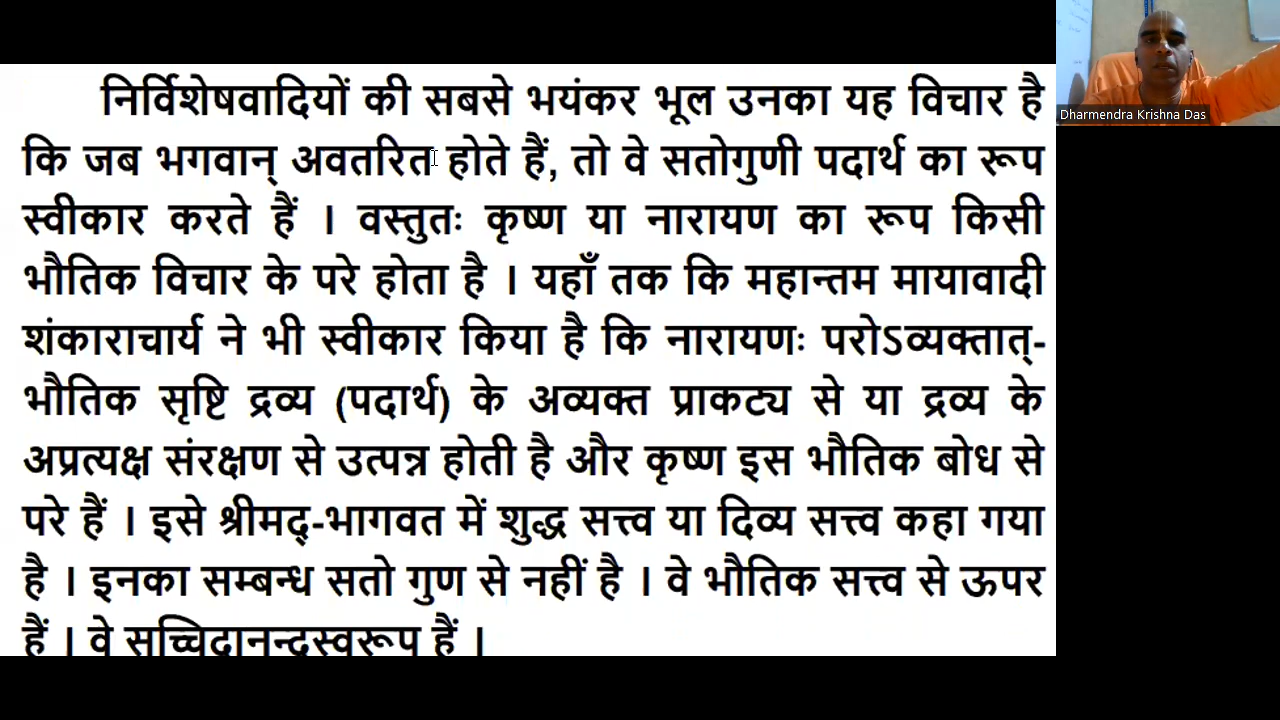 निर्विशेषवादियों की सबसे भयंकर भूल उनका यह विचार है
कि जब भगवान् अवतरित होते हैं, तो वे सतोगुणी पदार्थ का रूप
स्वीकार करते हैं । वस्तुतः कृष्ण या नारायण का रूप किसी
भौतिक विचार के परे होता है । यहाँ तक कि महान्तम मायावादी
शंकाराचार्य ने भी स्वीकार किया है कि नारायणः परोऽव्यक्तात्-
भौतिक सृष्टि द्रव्य (पदार्थ) के अव्यक्त प्राकट्य से या द्रव्य के
अप्रत्यक्ष संरक्षण से उत्पन्न होती है और कृष्ण इस भौतिक बोध से
परे हैं । इसे श्रीमद्-भागवत में शुद्ध सत्त्व या दिव्य सत्त्व कहा गया
है । इनका सम्बन्ध सतो गुण से नहीं है । वे भौतिक सत्त्व से ऊपर
हैं । वे सच्चिदानन्दस्वरूप हैं ।
Dharmendra Krishna Das